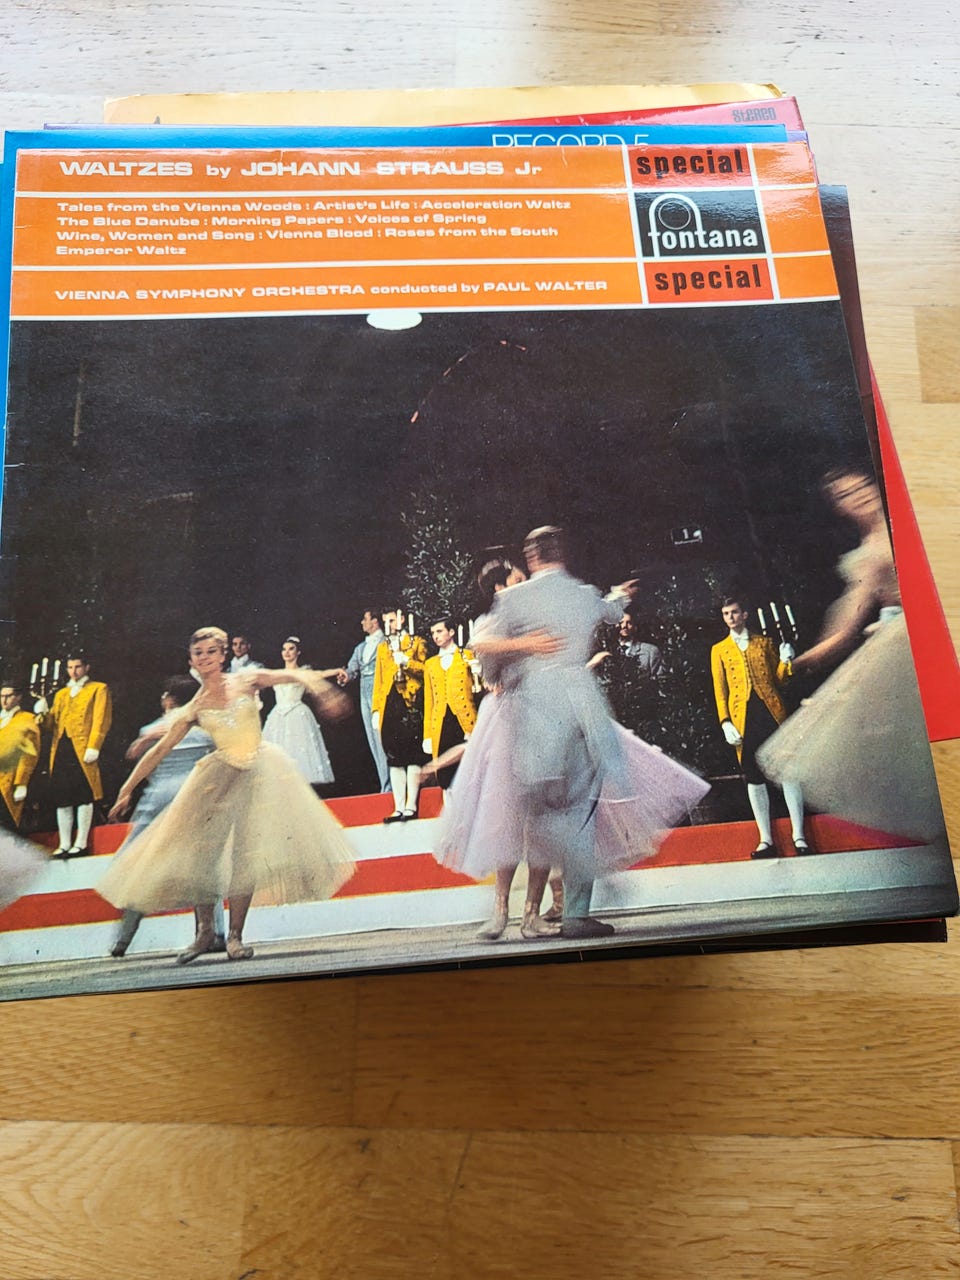 stereo
RECORD 5
WALTZES by JOHANN STRAUSS Jr
special
Tales from the Vienna Woods : Artist's Life : Acceleration Waltz
The Blue Danube : Morning Papers : Voices of Spring
Wine, Women and Song : Vienna Blood : Roses from the South
Emperor Waltz
fontana
VIENNA SYMPHONY ORCHESTRA conducted by PAUL WALTER
special
1